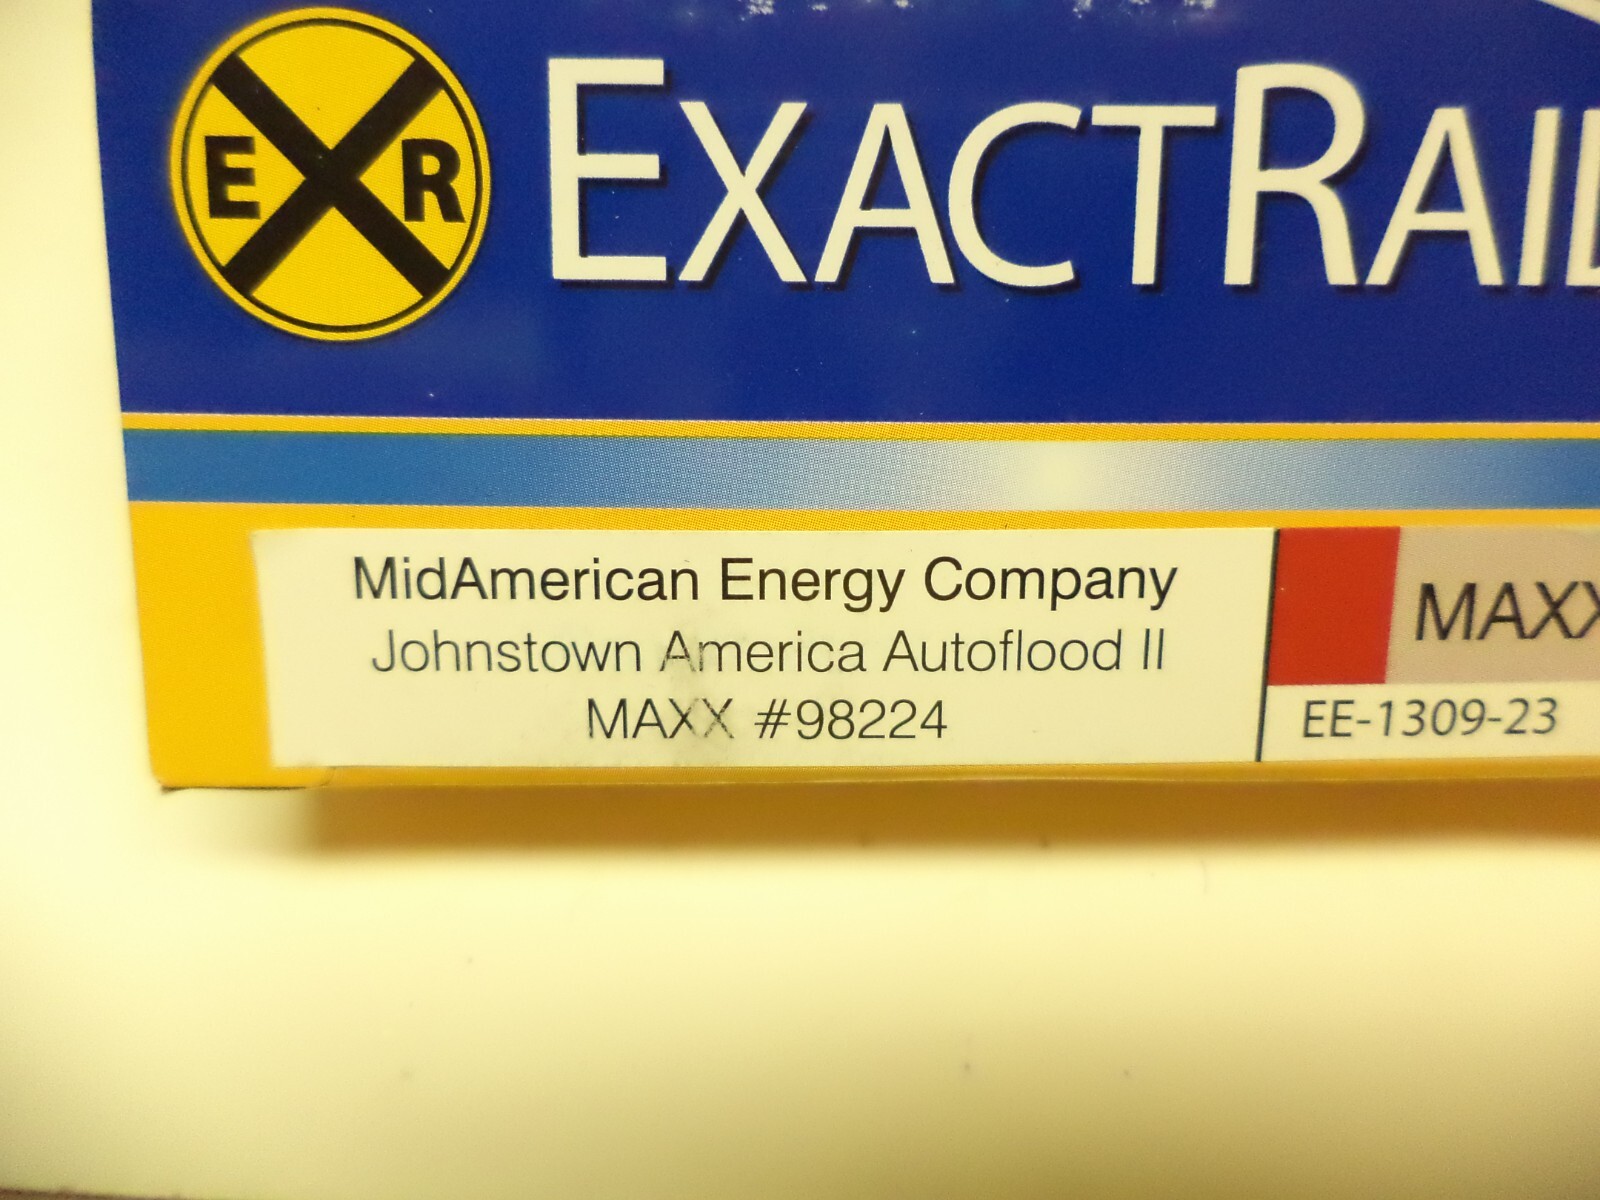 E R
EXACTRAIL
MidAmerican Energy Company
Johnstown America Autoflood II
MAXX #98224
MAXX
EE-1309-23